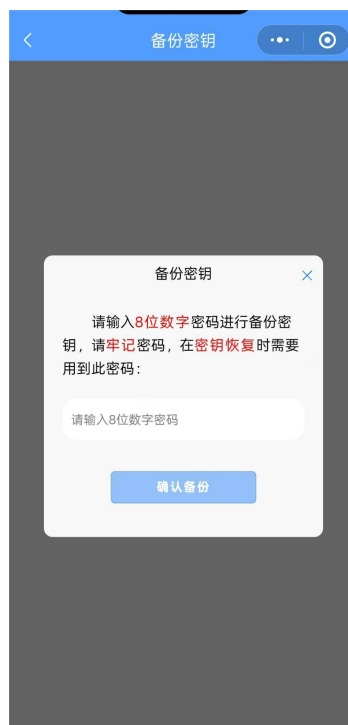 备份密钥
备份密钥
请输入8位数字密码进行备份密
钥，请牢记密码，在密钥恢复时需要
用到此密码：
请输入8位数字密码
确认备份